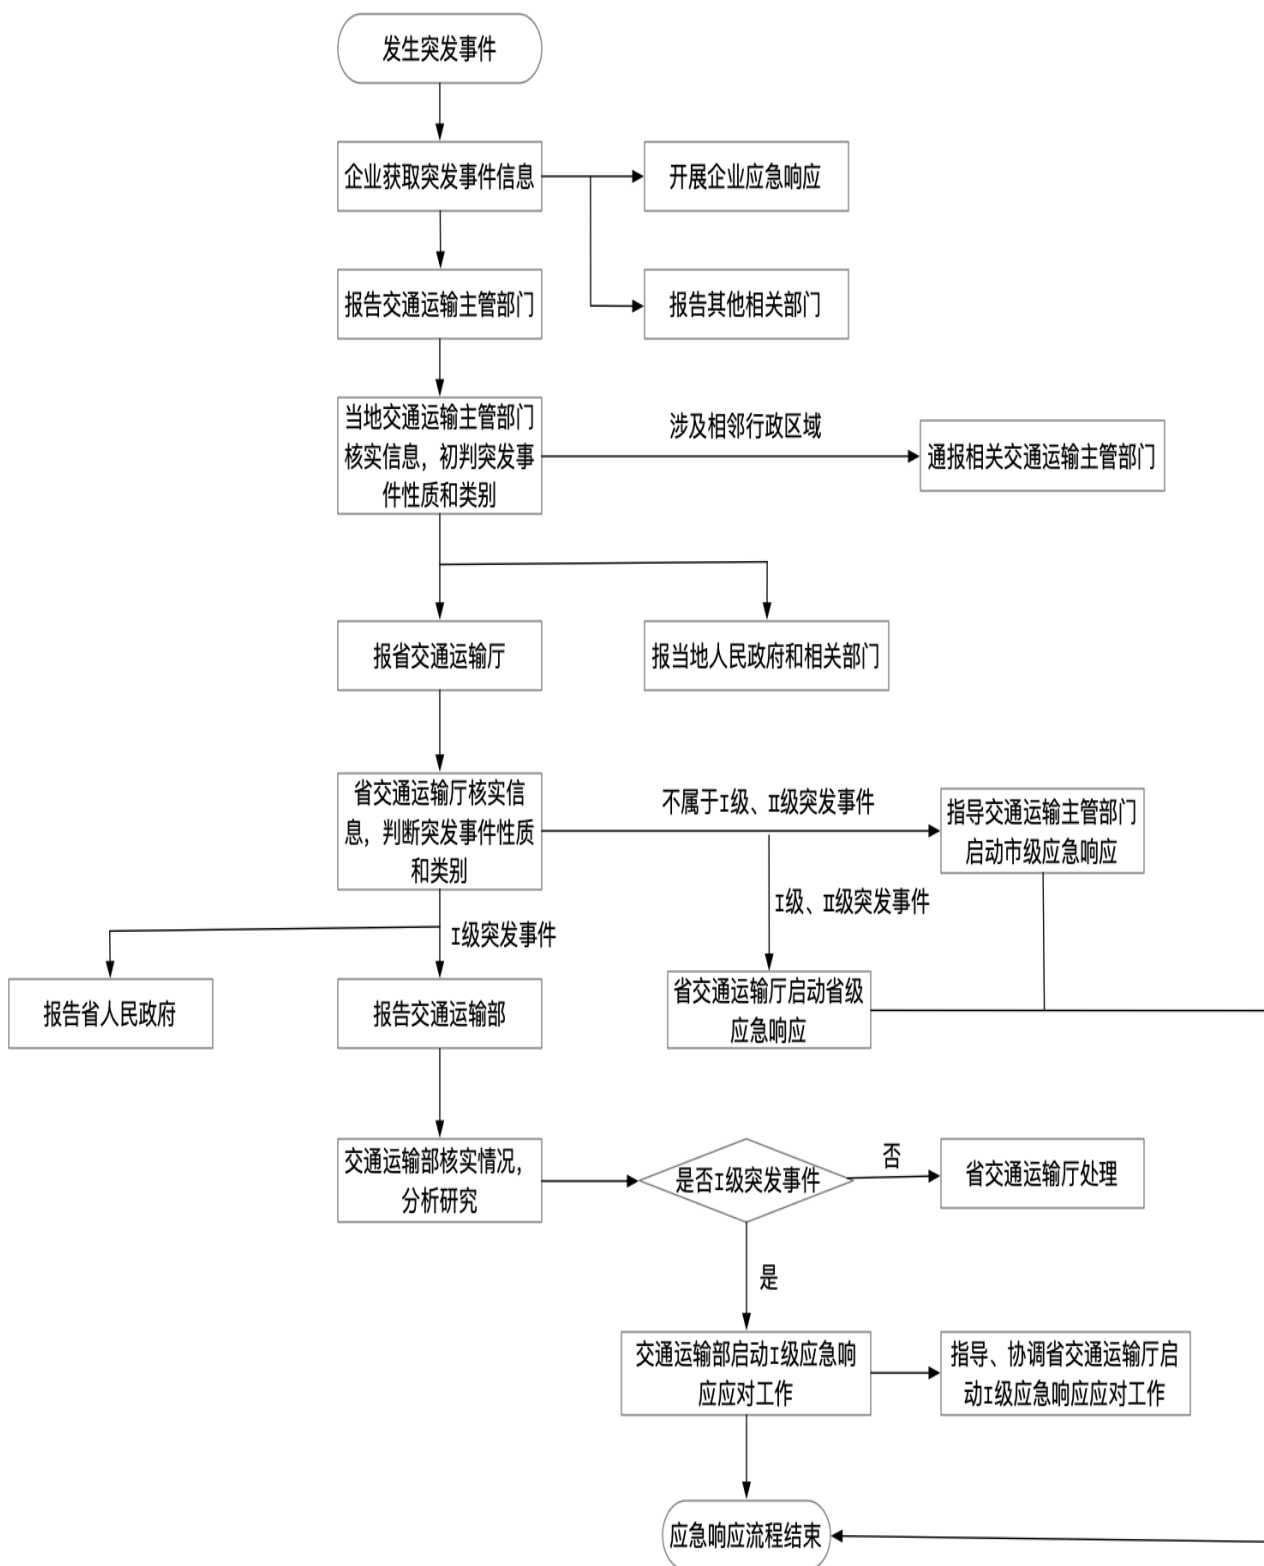 发生突发事件
企业获取突发事件信息
开展企业应急响应
报告交通运输主管部门
报告其他相关部门
当地交通运输主管部门
核实信息，初判突发事
件性质和类别
涉及相邻行政区域
通报相关交通运输主管部门
报省交通运输厅
报当地人民政府和相关部门
省交通运输厅核实信
息，判断突发事件性质
和类别
不属于I级、II级突发事件
指导交通运输主管部门
启动市级应急响应
I级、II级突发事件
I级突发事件
报告省人民政府
报告交通运输部
省交通运输厅启动省级
应急响应
交通运输部核实情况，
分析研究
是否I级突发事件
否
省交通运输厅处理
是
交通运输部启动I级应急响
应应对工作
指导、协调省交通运输厅启
动I级应急响应应对工作
应急响应流程结束